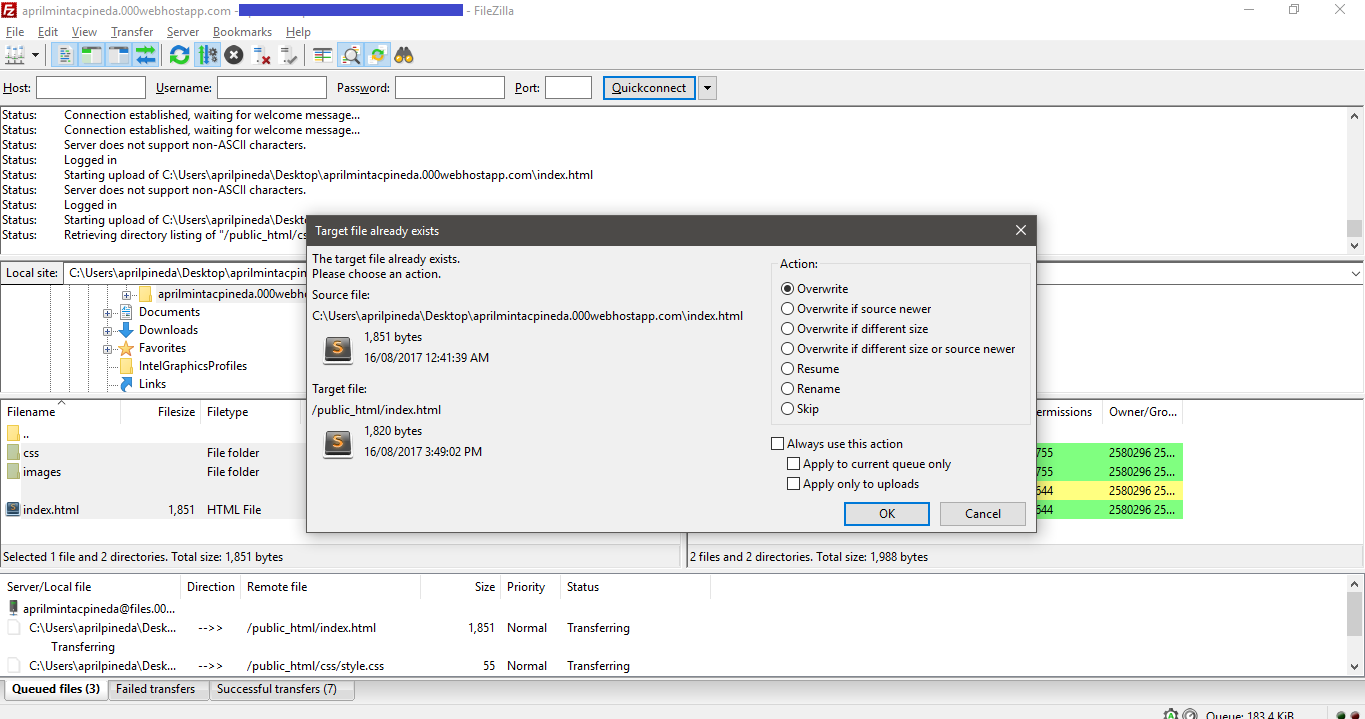 aprilmintacpineda.000webhostapp.com - - FileZilla
File Edit View Transfer Server Bookmarks Help
Host: Username: Password: Port: Quickconnect
Status: Connection established, waiting for welcome message...
Status: Connection established, waiting for welcome message...
Status: Server does not support non-ASCII characters.
Status: Logged in
Status: Starting upload of C:\Users\aprilpineda\Desktop\aprilmintacpineda.000webhostapp.com\index.html
Status: Server does not support non-ASCII characters.
Status: Logged in
Status: Starting upload of C:\Users\aprilpineda\Deskto
Status: Retrieving directory listing of "/public_html/cs
Local site: C:\Users\aprilpineda\Desktop\aprilmintacpin
aprilmintacpineda.000webho
Documents
Downloads
Favorites
IntelGraphicsProfiles
Links
Filename Filesize Filetype
..
css File folder
images File folder
index.html 1,851 HTML File
Selected 1 file and 2 directories. Total size: 1,851 bytes
Target file already exists
The target file already exists.
Please choose an action.
Source file:
C:\Users\aprilpineda\Desktop\aprilmintacpineda.000webhostapp.com\index.html
1,851 bytes
16/08/2017 12:41:39 AM
Target file:
/public_html/index.html
1,820 bytes
16/08/2017 3:49:02 PM
Action:
Overwrite
Overwrite if source newer
Overwrite if different size
Overwrite if different size or source newer
Resume
Rename
Skip
Always use this action
Apply to current queue only
Apply only to uploads
OK Cancel
ermissions Owner/Gro...
755 2580296 25...
755 2580296 25...
644 2580296 25...
644 2580296 25...
2 files and 2 directories. Total size: 1,988 bytes
Server/Local file Direction Remote file Size Priority Status
aprilmintacpineda@files.00...
C:\Users\aprilpineda\Desk... -->> /public_html/index.html 1,851 Normal Transferring
Transferring
C:\Users\aprilpineda\Desk... -->> /public_html/css/style.css 55 Normal Transferring
Queued files (3) Failed transfers Successful transfers (7)
Queue: 183.4 KiB